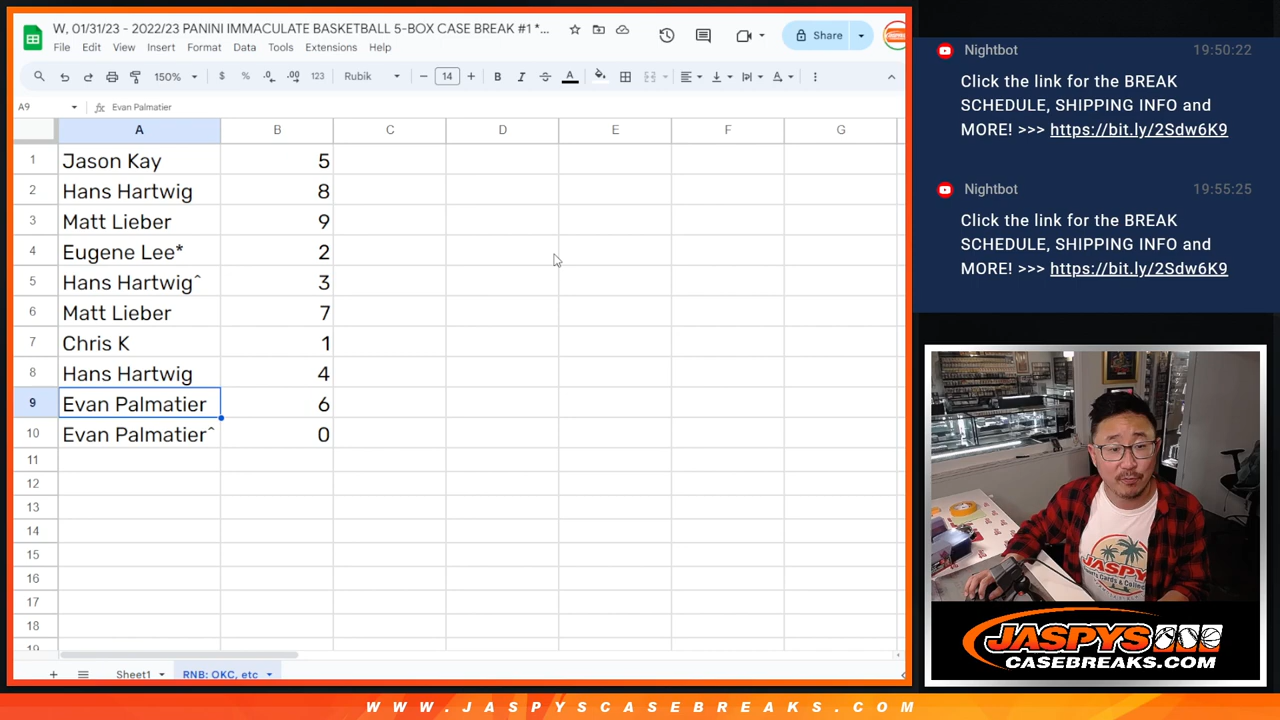 W, 01/31/23 - 2022/23 PANINI IMMACULATE BASKETBALL 5-BOX CASE BREAK #1 *...
File Edit View Insert Format Data Tools Extensions Help
Share
150% $ % .0 .00 123 Rubik 14 B I A
A9 fx Evan Palmatier
A B C D E F G
1 Jason Kay 5
2 Hans Hartwig 8
3 Matt Lieber 9
4 Eugene Lee* 2
5 Hans Hartwig^ 3
6 Matt Lieber 7
7 Chris K 1
8 Hans Hartwig 4
9 Evan Palmatier 6
10 Evan Palmatier^ 0
11
12
13
14
15
16
17
18
19
Sheet1 RNB: OKC, etc
Nightbot 19:50:22
Click the link for the BREAK
SCHEDULE, SHIPPING INFO and
MORE! >>> https://bit.ly/2Sdw6K9
Nightbot 19:55:25
Click the link for the BREAK
SCHEDULE, SHIPPING INFO and
MORE! >>> https://bit.ly/2Sdw6K9
JASPYS
JASPYS
CASEBREAKS.COM
WWW.JASPYSCASEBREAKS.COM